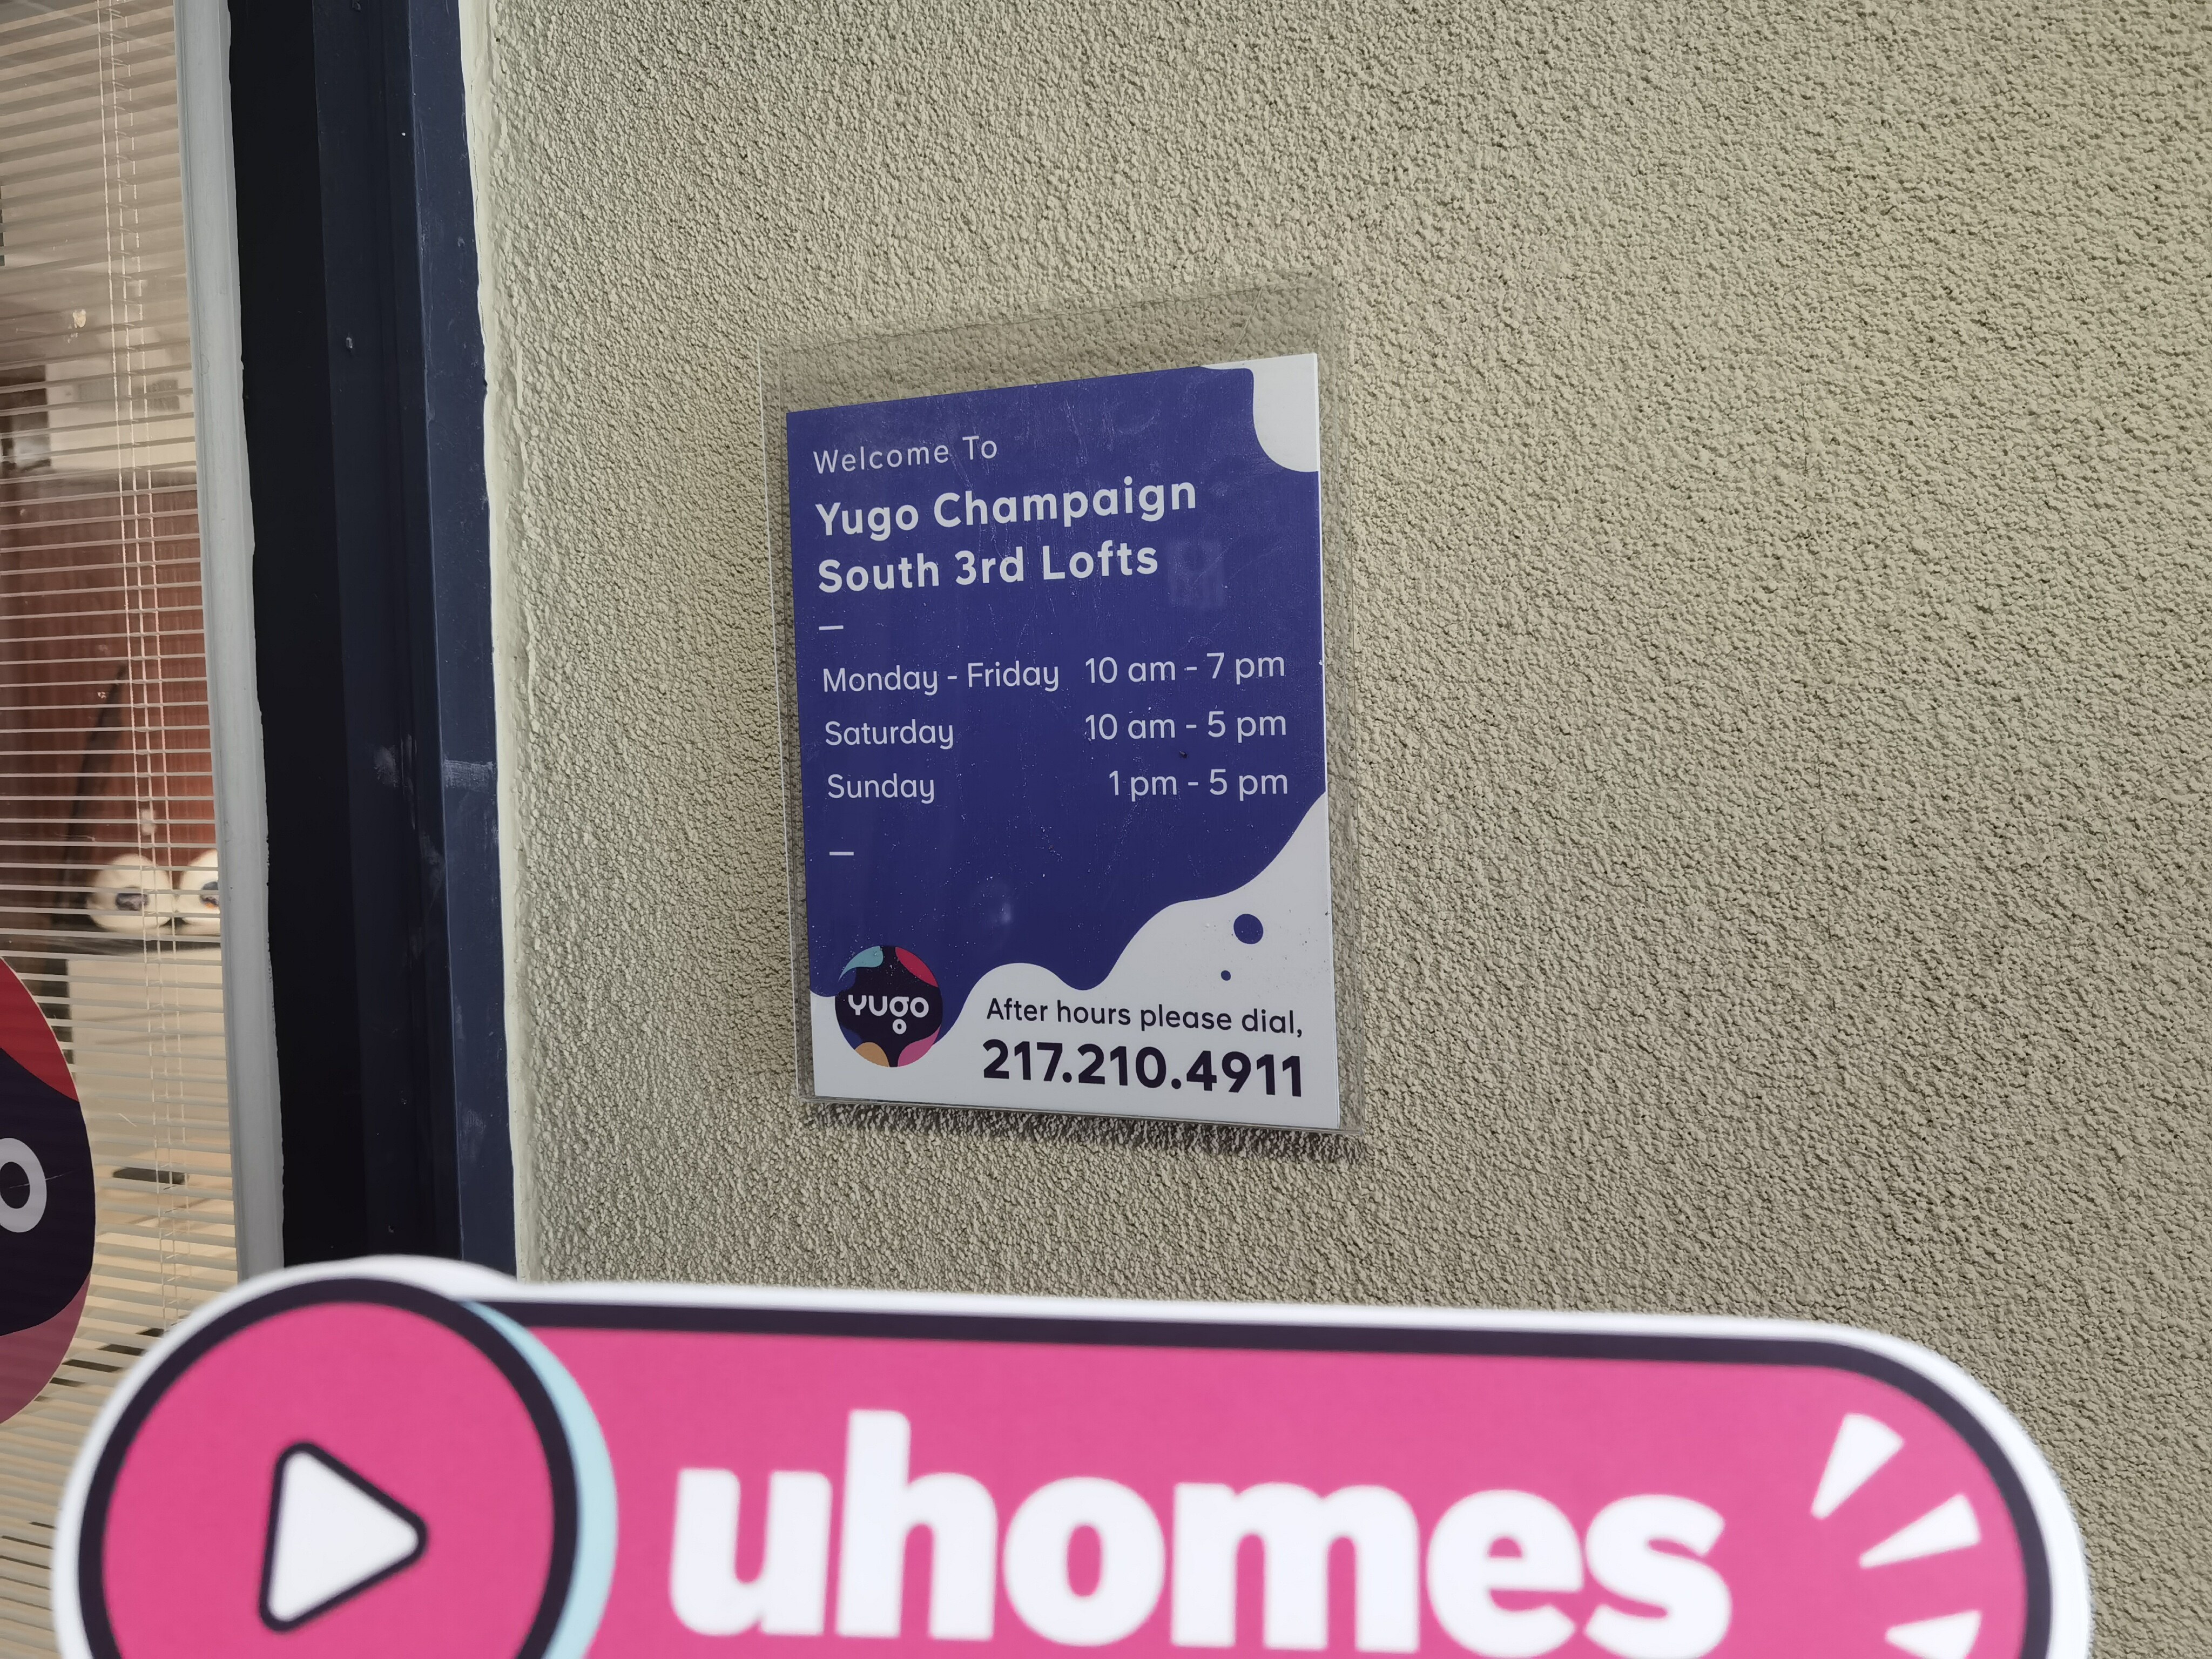 Welcome To
Yugo Champaign
South 3rd Lofts
Monday - Friday 10 am - 7 pm
Saturday 10 am - 5 pm
Sunday 1 pm - 5 pm
yugo
After hours please dial,
217.210.4911
o
uhomes